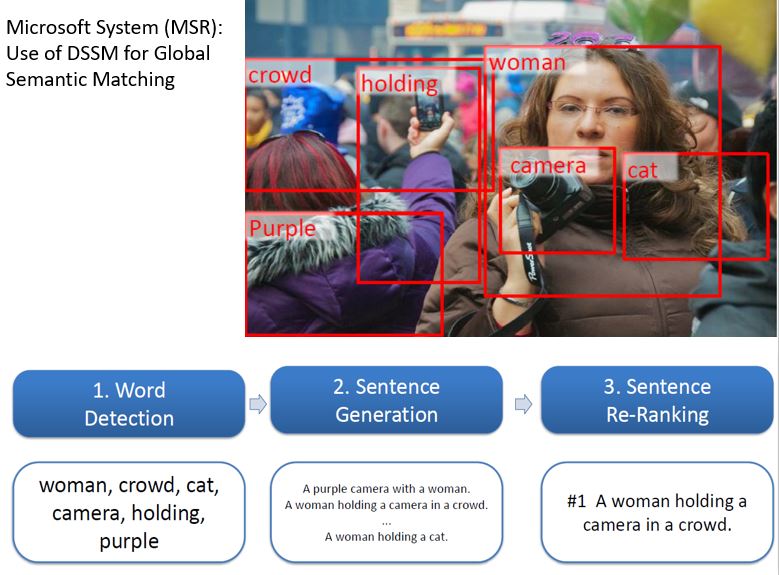 Microsoft System (MSR):
Use of DSSM for Global
Semantic Matching
crowd
holding
woman
camera
cat
Purple
PowerShot
1. Word
Detection
2. Sentence
Generation
3. Sentence
Re-Ranking
woman, crowd, cat,
camera, holding,
purple
A purple camera with a woman.
A woman holding a camera in a crowd.
...
A woman holding a cat.
#1 A woman holding a
camera in a crowd.